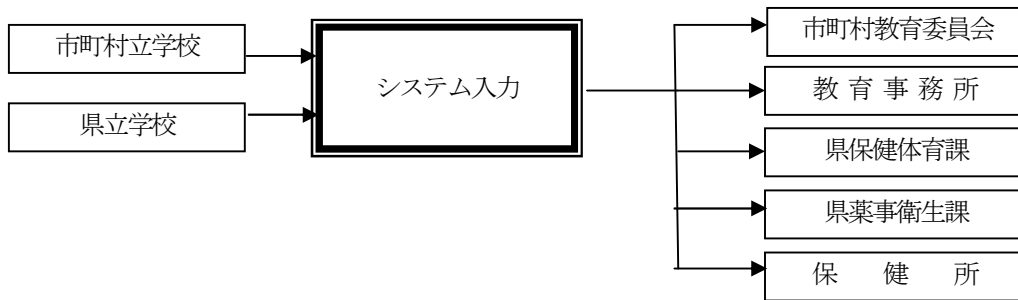 市町村立学校
県立学校
システム入力
市町村教育委員会
教 育 事 務 所
県保健体育課
県薬事衛生課
保　健　所